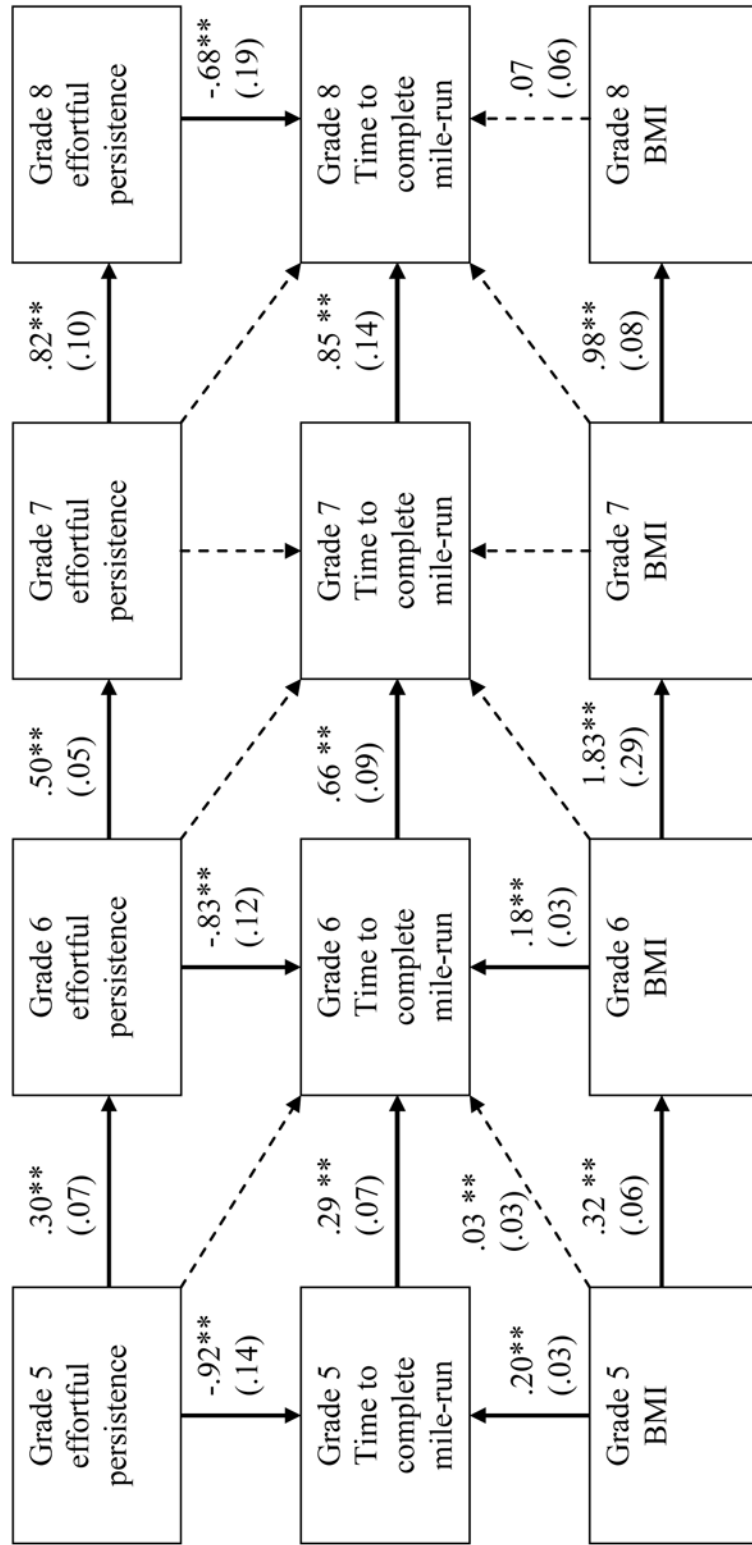 Grade 5
effortful
persistence
.30**
(.07)
Grade 6
effortful
persistence
.50**
(.05)
Grade 7
effortful
persistence
.82**
(.10)
Grade 8
effortful
persistence
-.92**
(.14)
-.83**
(.12)
-.68**
(.19)
Grade 5
Time to
complete
mile-run
.29 **
(.07)
Grade 6
Time to
complete
mile-run
.66 **
(.09)
Grade 7
Time to
complete
mile-run
.85 **
(.14)
Grade 8
Time to
complete
mile-run
.20**
(.03)
.03 **
(.03)
.18**
(.03)
.07
(.06)
Grade 5
BMI
.32 **
(.06)
Grade 6
BMI
1.83**
(.29)
Grade 7
BMI
.98**
(.08)
Grade 8
BMI